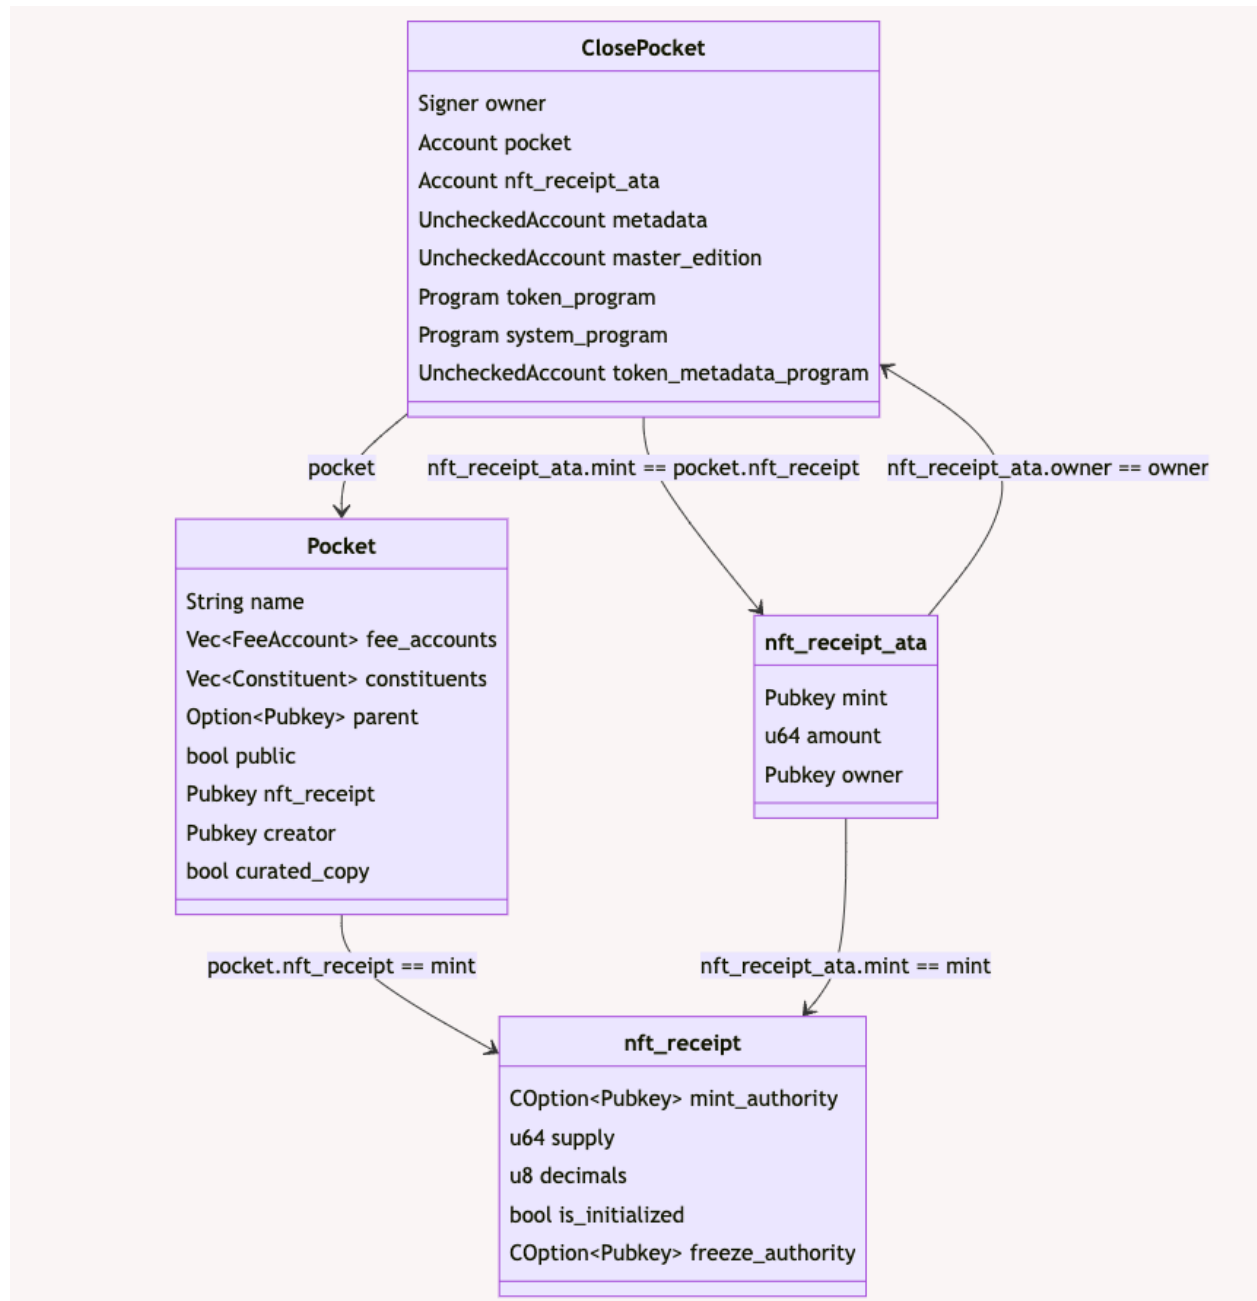 ClosePocket
Signer owner
Account pocket
Account nft_receipt_ata
UncheckedAccount metadata
UncheckedAccount master_edition
Program token_program
Program system_program
UncheckedAccount token_metadata_program
pocket
nft_receipt_ata.mint == pocket.nft_receipt
nft_receipt_ata.owner == owner
Pocket
String name
Vec<FeeAccount> fee_accounts
Vec<Constituent> constituents
Option<Pubkey> parent
bool public
Pubkey nft_receipt
Pubkey creator
bool curated_copy
nft_receipt_ata
Pubkey mint
u64 amount
Pubkey owner
pocket.nft_receipt == mint
nft_receipt_ata.mint == mint
nft_receipt
COption<Pubkey> mint_authority
u64 supply
u8 decimals
bool is_initialized
COption<Pubkey> freeze_authority